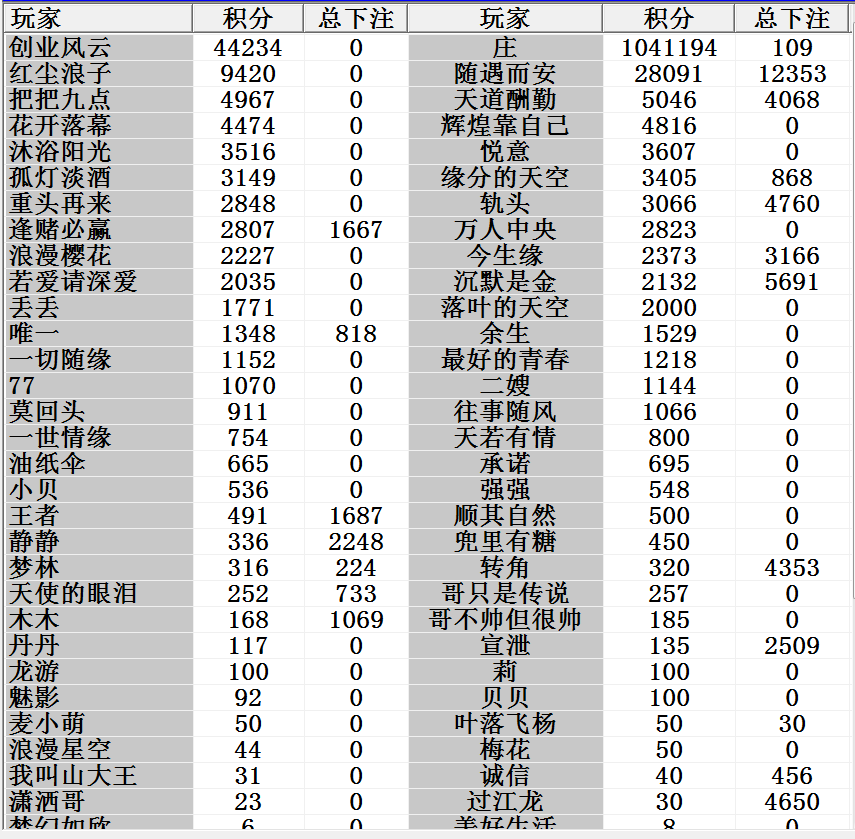 玩家 积分 总下注 玩家 积分 总下注
创业风云 44234 0 庄 1041194 109
红尘浪子 9420 0 随遇而安 28091 12353
把把九点 4967 0 天道酬勤 5046 4068
花开落幕 4474 0 辉煌靠自己 4816 0
沐浴阳光 3516 0 悦意 3607 0
孤灯淡酒 3149 0 缘分的天空 3405 868
重头再来 2848 0 轨头 3066 4760
逢赌必赢 2807 1667 万人中央 2823 0
浪漫樱花 2227 0 今生缘 2373 3166
若爱请深爱 2035 0 沉默是金 2132 5691
丢丢 1771 0 落叶的天空 2000 0
唯一 1348 818 余生 1529 0
一切随缘 1152 0 最好的青春 1218 0
77 1070 0 二嫂 1144 0
莫回头 911 0 往事随风 1066 0
一世情缘 754 0 天若有情 800 0
油纸伞 665 0 承诺 695 0
小贝 536 0 强强 548 0
王者 491 1687 顺其自然 500 0
静静 336 2248 兜里有糖 450 0
梦林 316 224 转角 320 4353
天使的眼泪 252 733 哥只是传说 257 0
木木 168 1069 哥不帅但很帅 185 0
丹丹 117 0 宣泄 135 2509
龙游 100 0 莉 100 0
魅影 92 0 贝贝 100 0
麦小萌 50 0 叶落飞杨 50 30
浪漫星空 44 0 梅花 50 0
我叫山大王 31 0 诚信 40 456
潇洒哥 23 0 过江龙 30 4650
梦幻如欣 6 0 美好生活 8 0